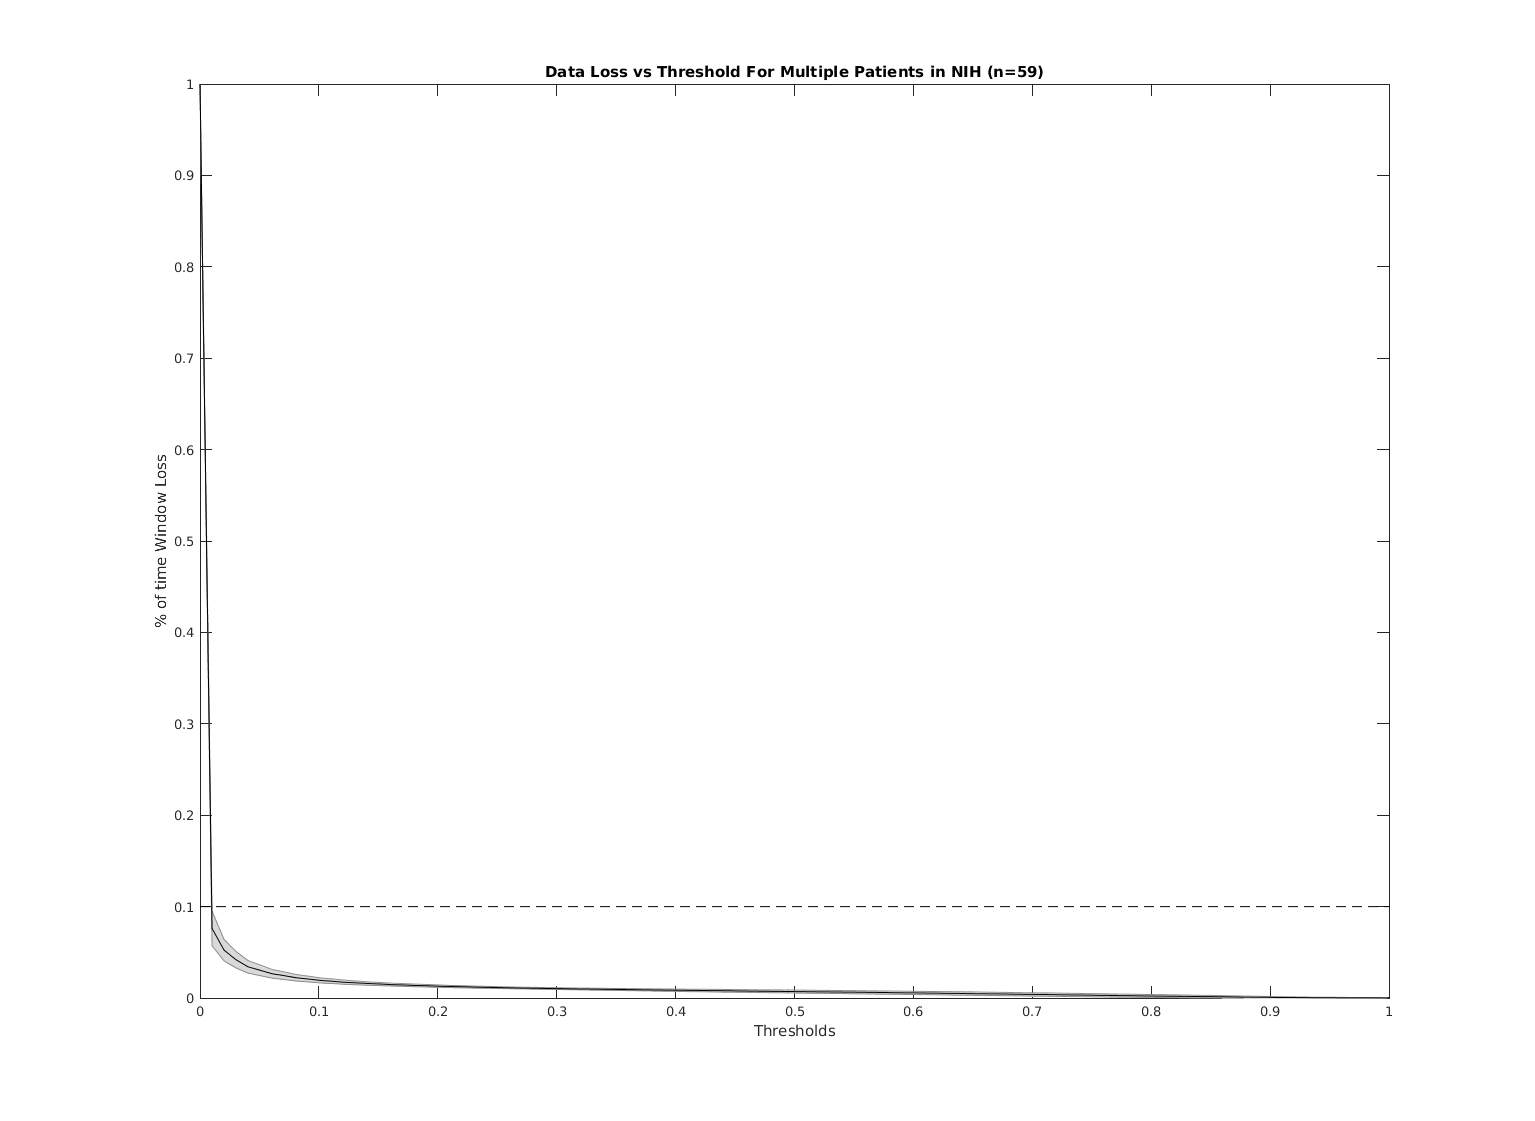 Data Loss vs Threshold For Multiple Patients in NIH (n=59)
1
0.9
0.8
0.7
0.6
0.5
0.4
0.3
0.2
0.1
0
% of time Window Loss
0 0.1 0.2 0.3 0.4 0.5 0.6 0.7 0.8 0.9 1
Thresholds